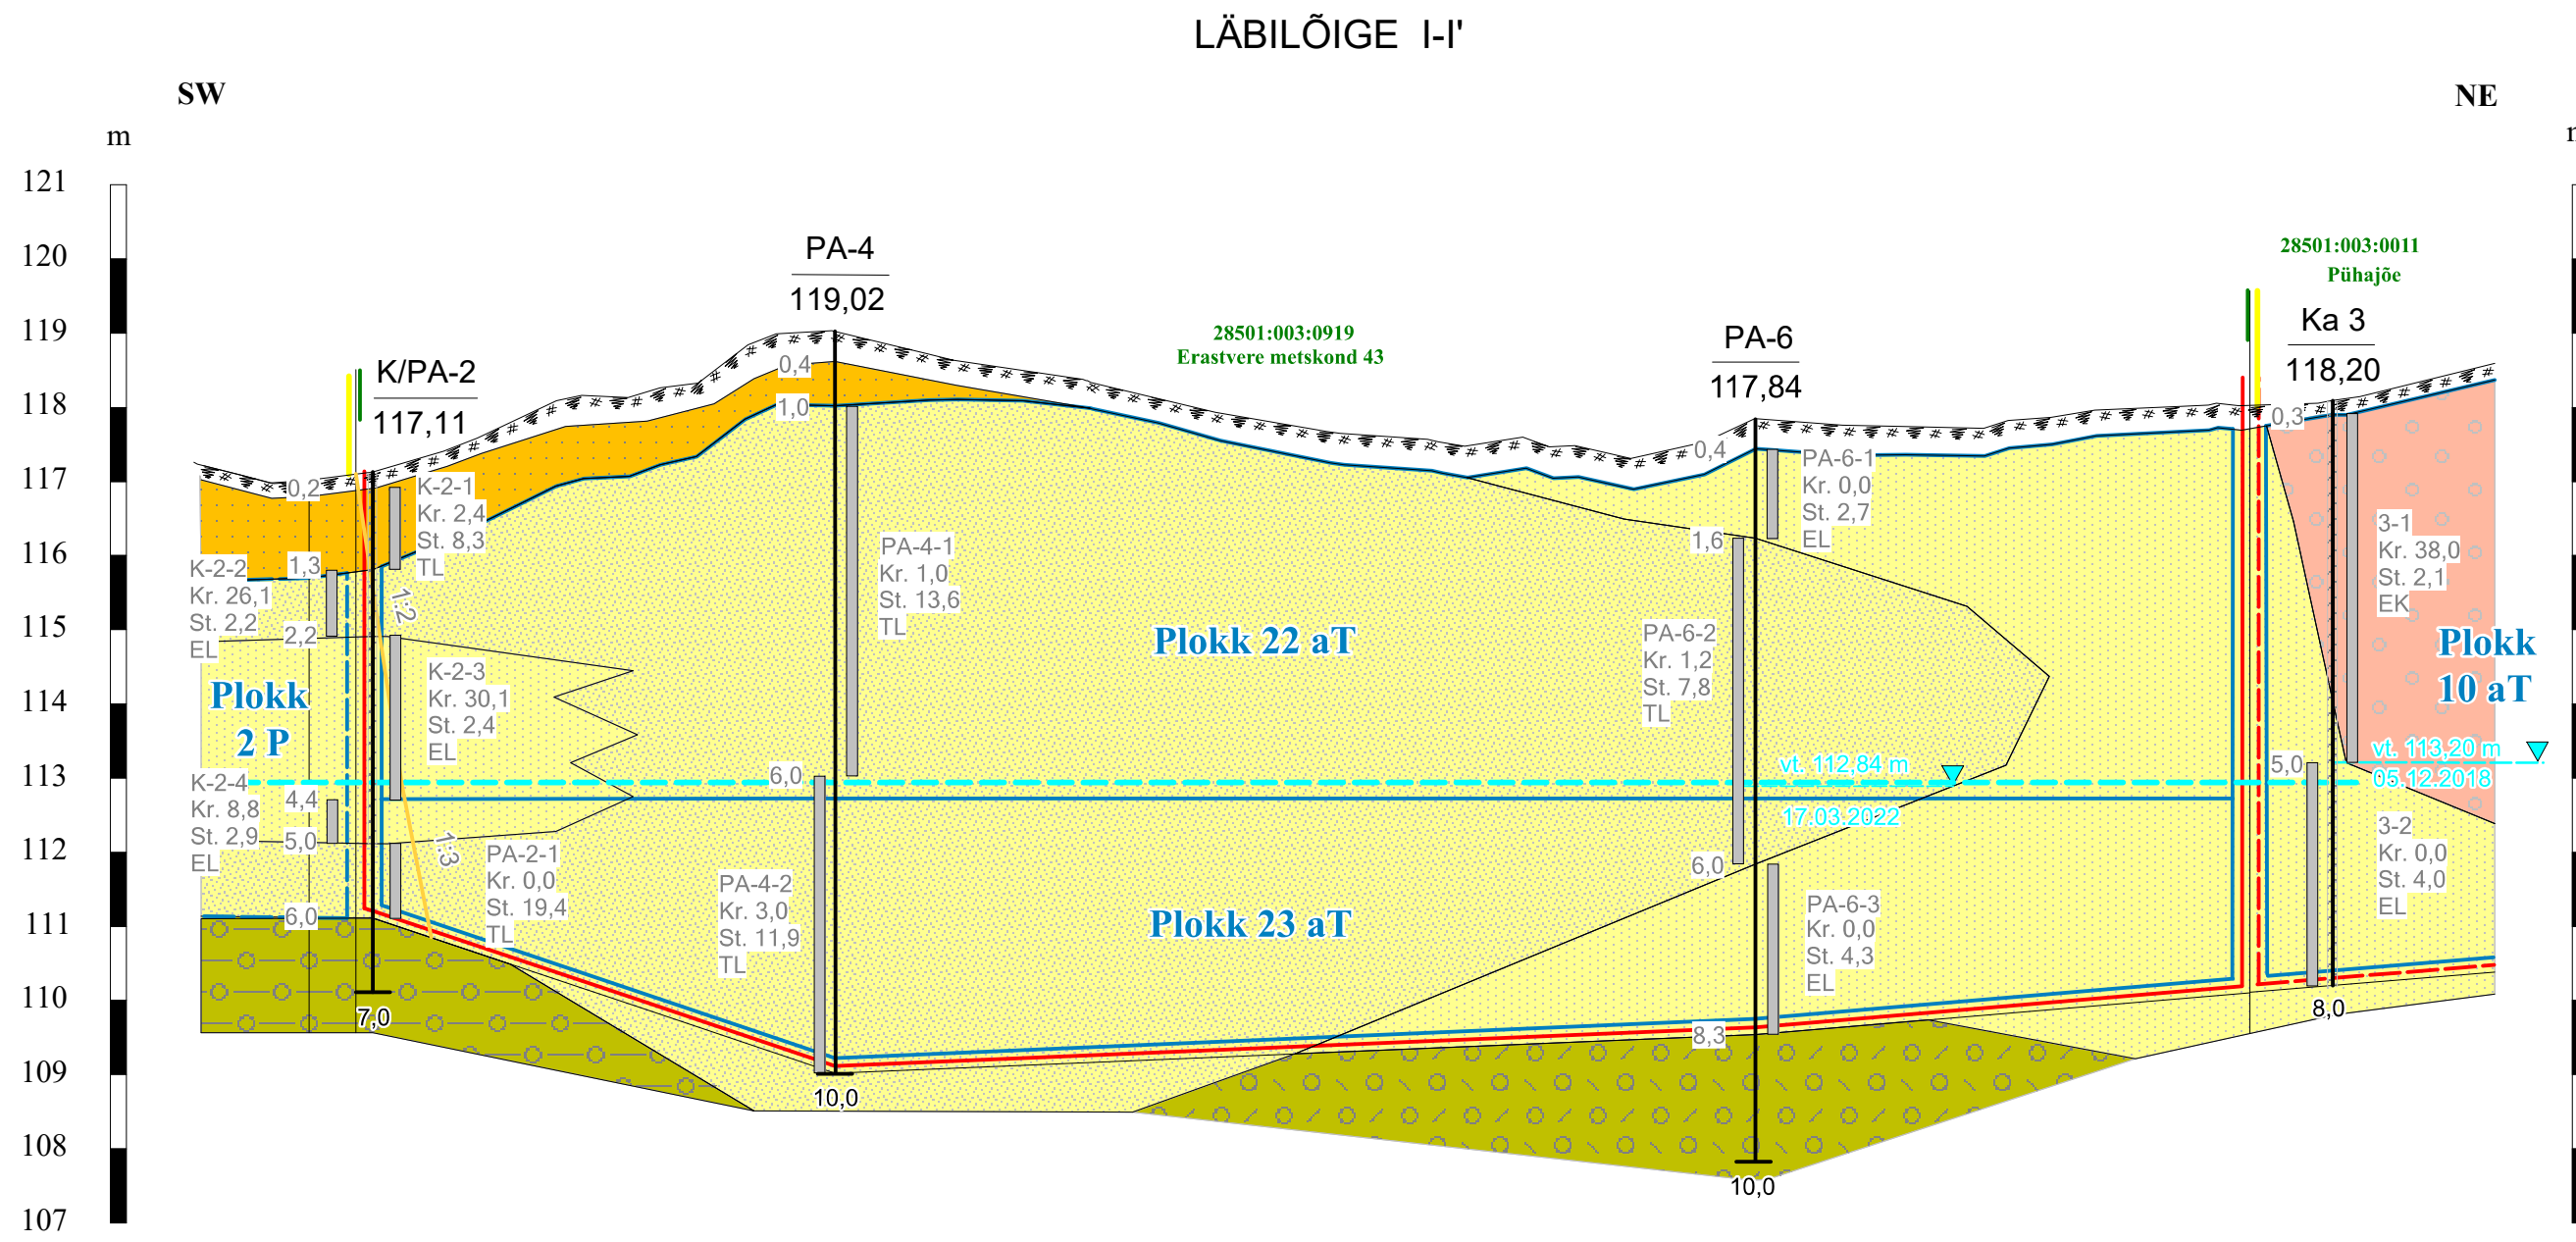 LÄBILÕIGE I-I'
SW
NE
m
121
120
119
118
117
116
115
114
113
112
111
110
109
108
107
K/PA-2
117,11
0,2
1,3
2,2
4,4
5,0
6,0
7,0
K-2-1
Kr. 2,4
St. 8,3
TL
K-2-2
Kr. 26,1
St. 2,2
EL
K-2-3
Kr. 30,1
St. 2,4
EL
K-2-4
Kr. 8,8
St. 2,9
EL
PA-2-1
Kr. 0,0
St. 19,4
TL
1:2
1:3
Plokk
2 P
PA-4
119,02
0,4
1,0
6,0
10,0
PA-4-1
Kr. 1,0
St. 13,6
TL
PA-4-2
Kr. 3,0
St. 11,9
TL
28501:003:0919
Erastvere metskond 43
Plokk 22 aT
Plokk 23 aT
PA-6
117,84
0,4
1,6
6,0
8,3
10,0
PA-6-1
Kr. 0,0
St. 2,7
EL
PA-6-2
Kr. 1,2
St. 7,8
TL
PA-6-3
Kr. 0,0
St. 4,3
EL
vt. 112,84 m
17.03.2022
28501:003:0011
Pühajõe
Ka 3
118,20
0,3
5,0
8,0
3-1
Kr. 38,0
St. 2,1
EK
Plokk
10 aT
vt. 113,20 m
05.12.2018
3-2
Kr. 0,0
St. 4,0
EL